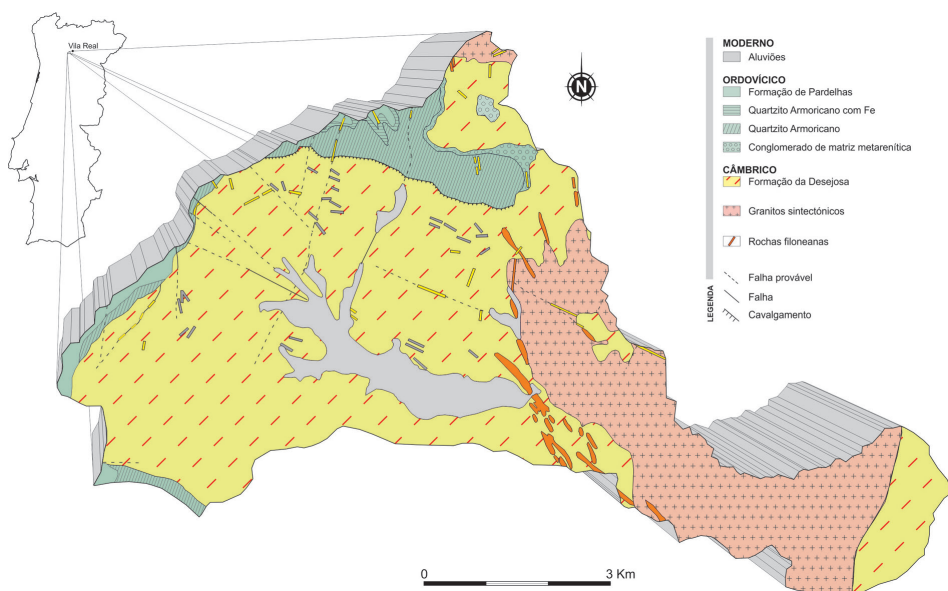 Vila Real
N
MODERNO
Aluviões
ORDOVÍCICO
Formação de Pardelhas
Quartzito Armoricano com Fe
Quartzito Armoricano
Conglomerado de matriz metarenítica
CÂMBRICO
Formação da Desejosa
Granitos sintectónicos
Rochas filoneanas
Falha provável
Falha
Cavalgamento
LEGENDA
0 3 Km